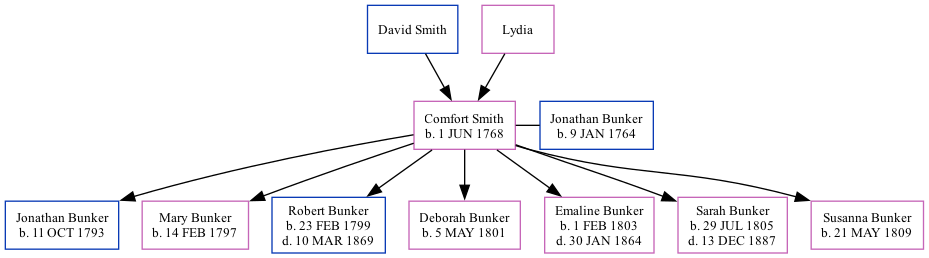 David Smith
Lydia
Comfort Smith
b. 1 JUN 1768
Jonathan Bunker
b. 9 JAN 1764
Jonathan Bunker
b. 11 OCT 1793
Mary Bunker
b. 14 FEB 1797
Robert Bunker
b. 23 FEB 1799
d. 10 MAR 1869
Deborah Bunker
b. 5 MAY 1801
Emaline Bunker
b. 1 FEB 1803
d. 30 JAN 1864
Sarah Bunker
b. 29 JUL 1805
d. 13 DEC 1887
Susanna Bunker
b. 21 MAY 1809